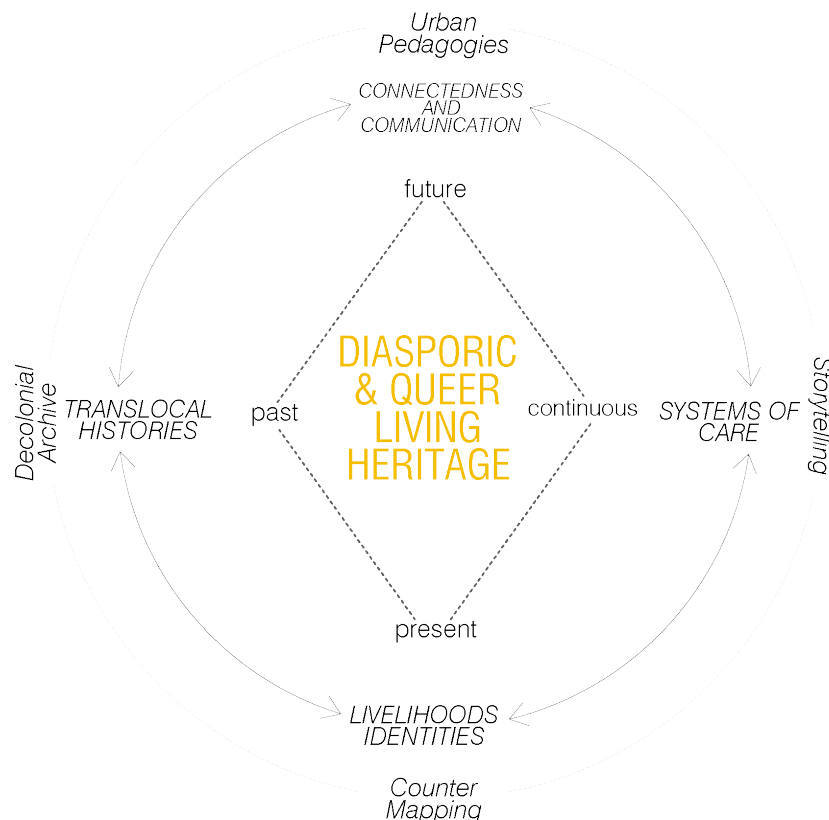 Urban
Pedagogies
CONNECTEDNESS
AND
COMMUNICATION
future
DIASPORIC
& QUEER
LIVING
HERITAGE
Decolonial
Archive
TRANSLOCAL
HISTORIES
past
continuous
SYSTEMS OF
CARE
Storytelling
present
LIVELIHOODS
IDENTITIES
Counter
Mapping